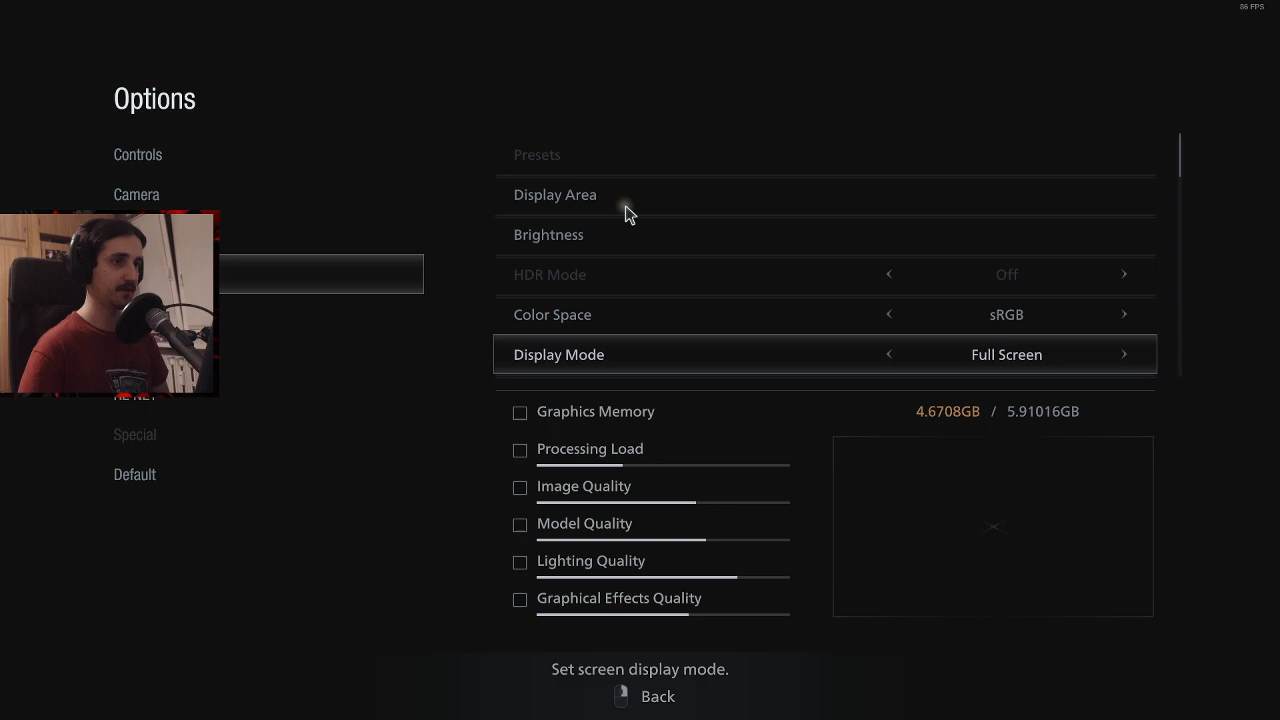 86 FPS
Options
Controls
Camera
Special
Default
Presets
Display Area
Brightness
HDR Mode Off
Color Space sRGB
Display Mode Full Screen
Graphics Memory 4.6708GB / 5.91016GB
Processing Load
Image Quality
Model Quality
Lighting Quality
Graphical Effects Quality
Set screen display mode.
Back